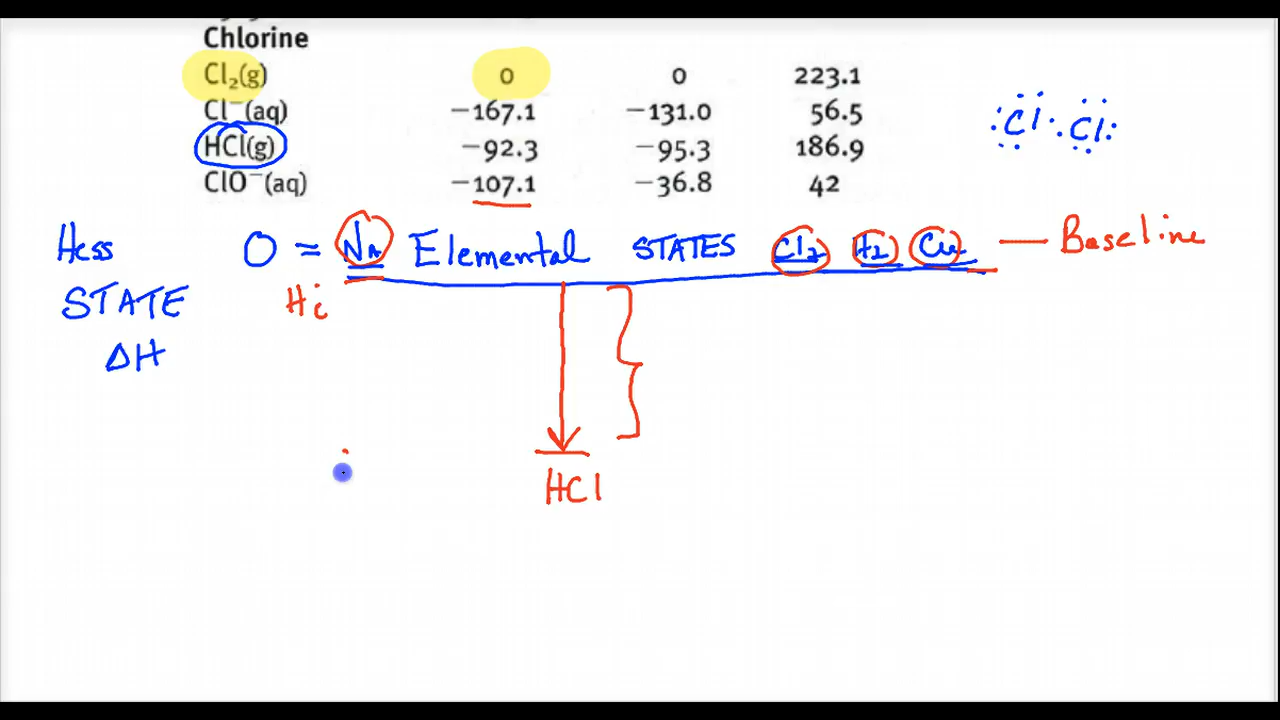 Chlorine
Cl₂(g) 0 0 223.1
Cl⁻(aq) −167.1 −131.0 56.5
HCl(g) −92.3 −95.3 186.9
ClO⁻(aq) −107.1 −36.8 42
:Cl· ·Cl:
Hess 0 = Na Elemental STATES Cl₂ H₂ Cu — Baseline
STATE Hi
ΔH
HCl